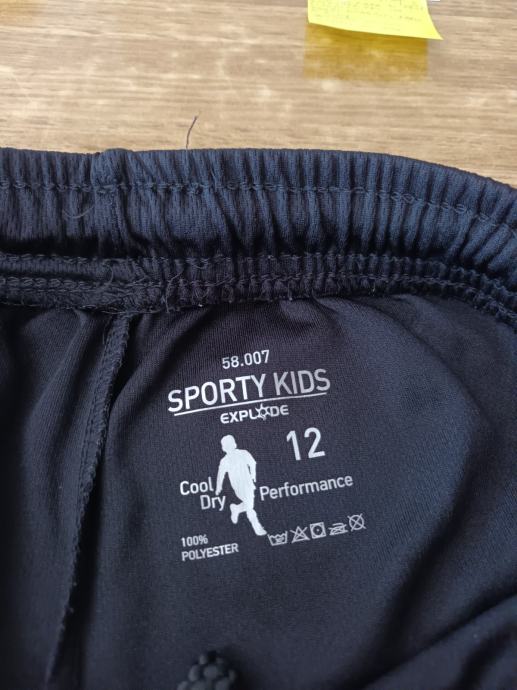 58.007
SPORTY KIDS
EXPLODE
12
Cool
Dry Performance
100%
POLYESTER